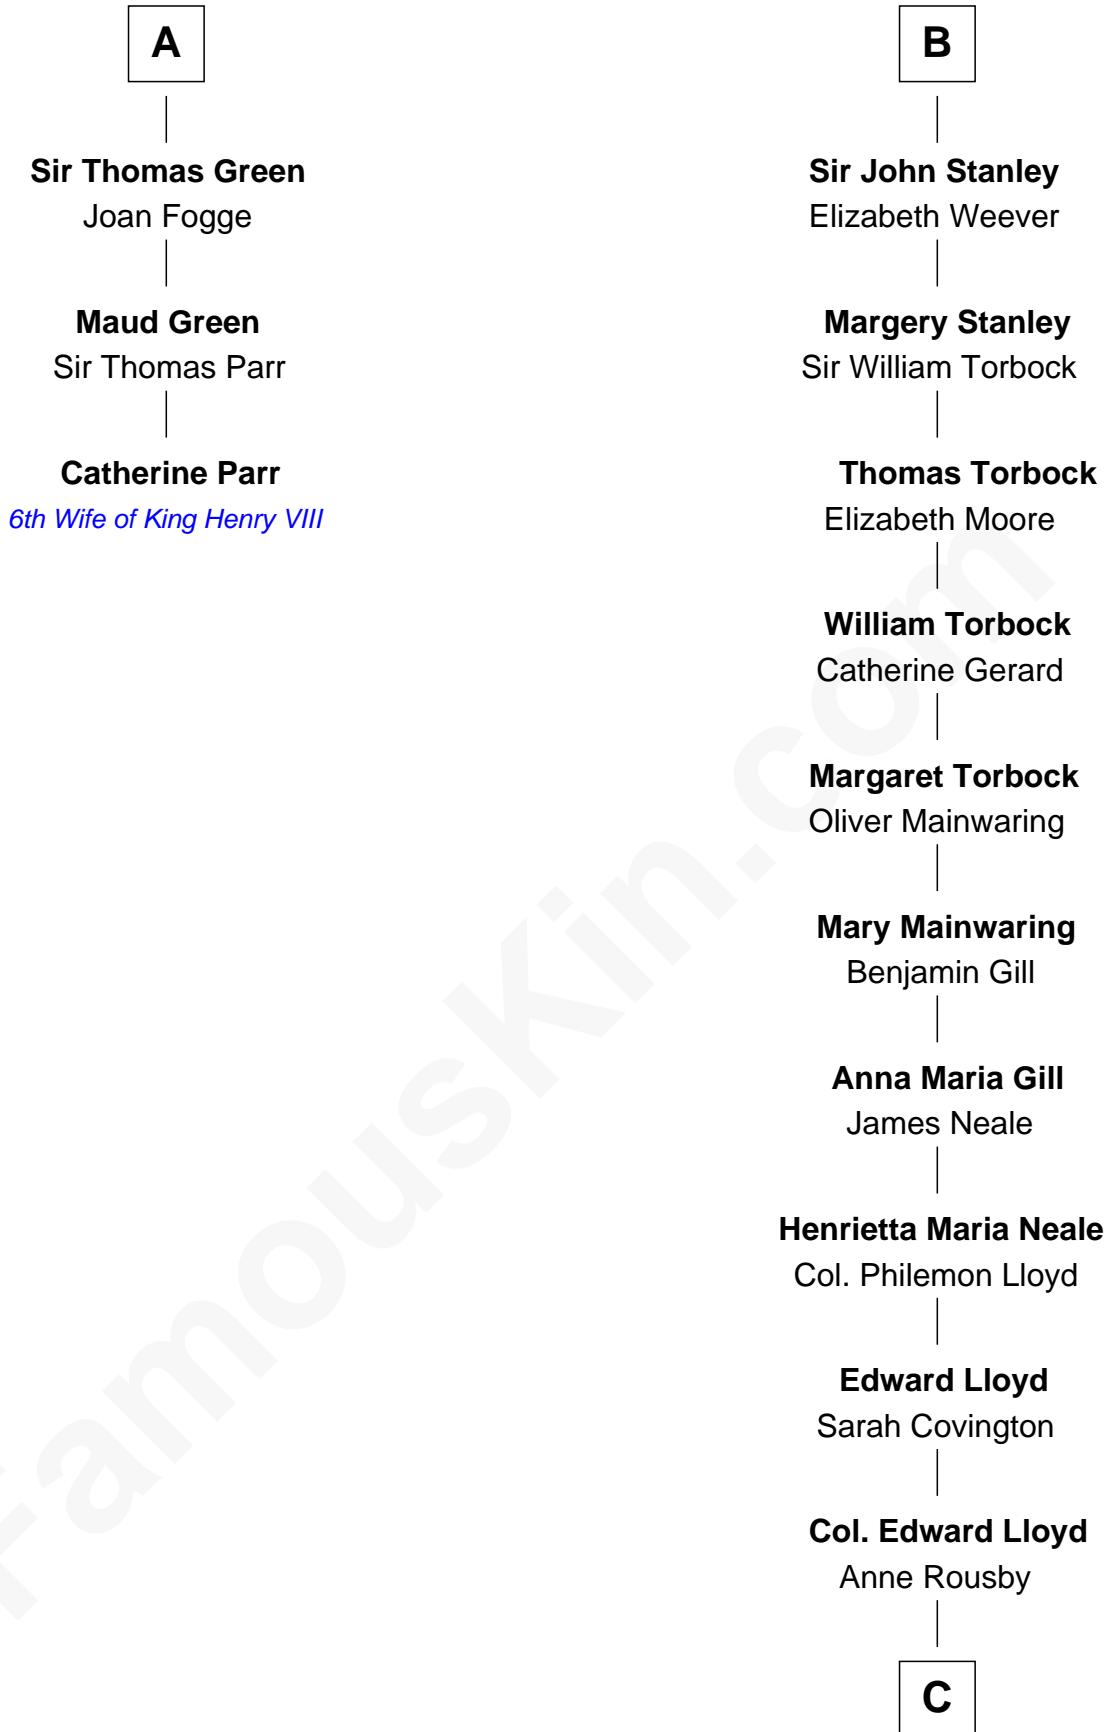 A
Sir Thomas Green
Joan Fogge
Maud Green
Sir Thomas Parr
Catherine Parr
6th Wife of King Henry VIII
B
Sir John Stanley
Elizabeth Weever
Margery Stanley
Sir William Torbock
Thomas Torbock
Elizabeth Moore
William Torbock
Catherine Gerard
Margaret Torbock
Oliver Mainwaring
Mary Mainwaring
Benjamin Gill
Anna Maria Gill
James Neale
Henrietta Maria Neale
Col. Philemon Lloyd
Edward Lloyd
Sarah Covington
Col. Edward Lloyd
Anne Rousby
C
FamousKin.com